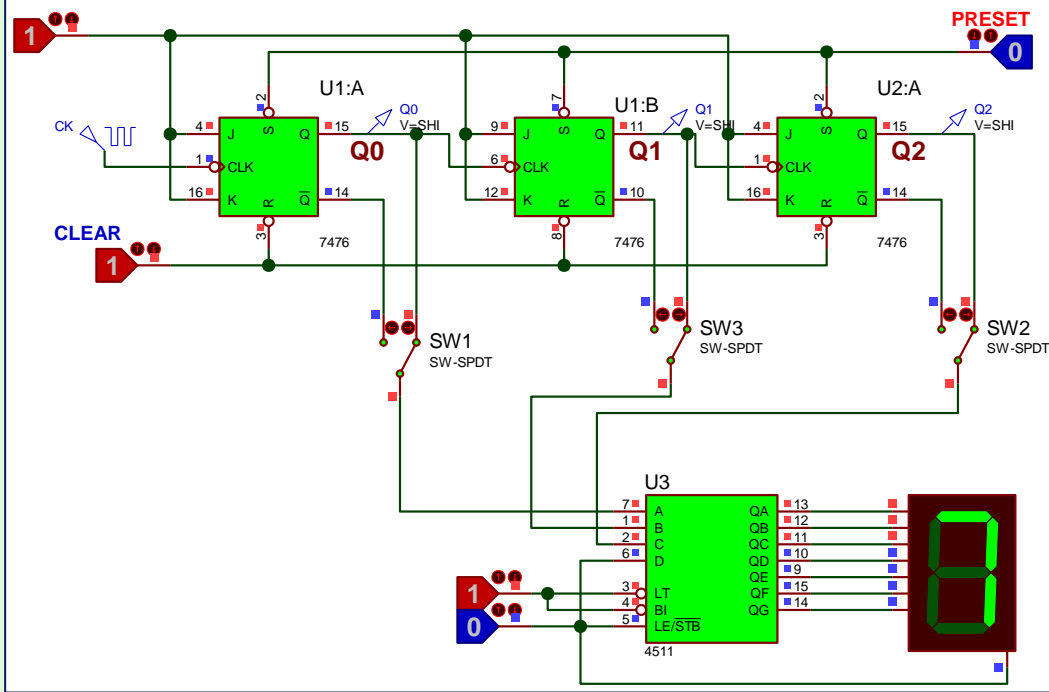 PRESET
1
0
U1:A
U1:B
U2:A
2
7
2
Q0
V=SHI
Q1
V=SHI
Q2
V=SHI
CK
4 J S Q 15
9 J S Q 11
4 J S Q 15
Q0
Q1
Q2
1 CLK
6 CLK
1 CLK
16 K R Q 14
12 K R Q 10
16 K R Q 14
3
8
3
7476
7476
7476
CLEAR
1
SW1
SW-SPDT
SW3
SW-SPDT
SW2
SW-SPDT
U3
7 A QA 13
1 B QB 12
2 C QC 11
6 D QD 10
QE 9
3 LT QF 15
4 BI QG 14
5 LE/STB
1
0
4511